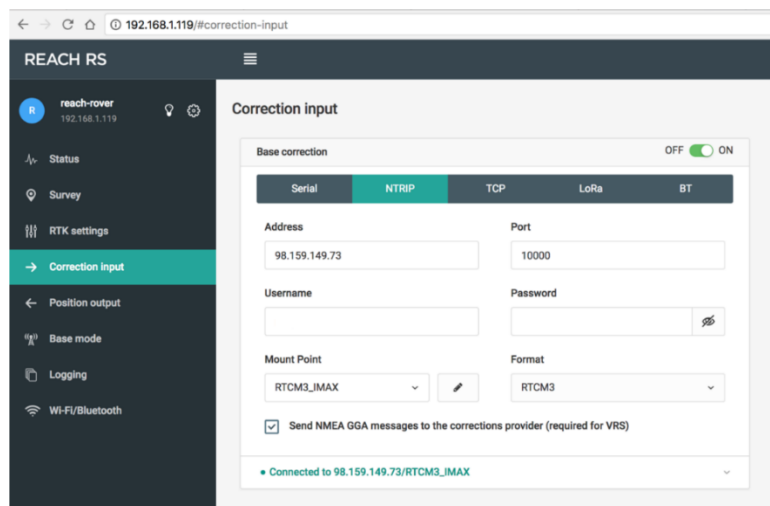 192.168.1.119/#correction-input
REACH RS
R
reach-rover
192.168.1.119
Status
Survey
RTK settings
Correction input
Position output
Base mode
Logging
Wi-Fi/Bluetooth
Correction input
Base correction
OFF ON
Serial NTRIP TCP LoRa BT
Address Port
98.159.149.73 10000
Username Password
Mount Point Format
RTCM3_IMAX RTCM3
Send NMEA GGA messages to the corrections provider (required for VRS)
• Connected to 98.159.149.73/RTCM3_IMAX